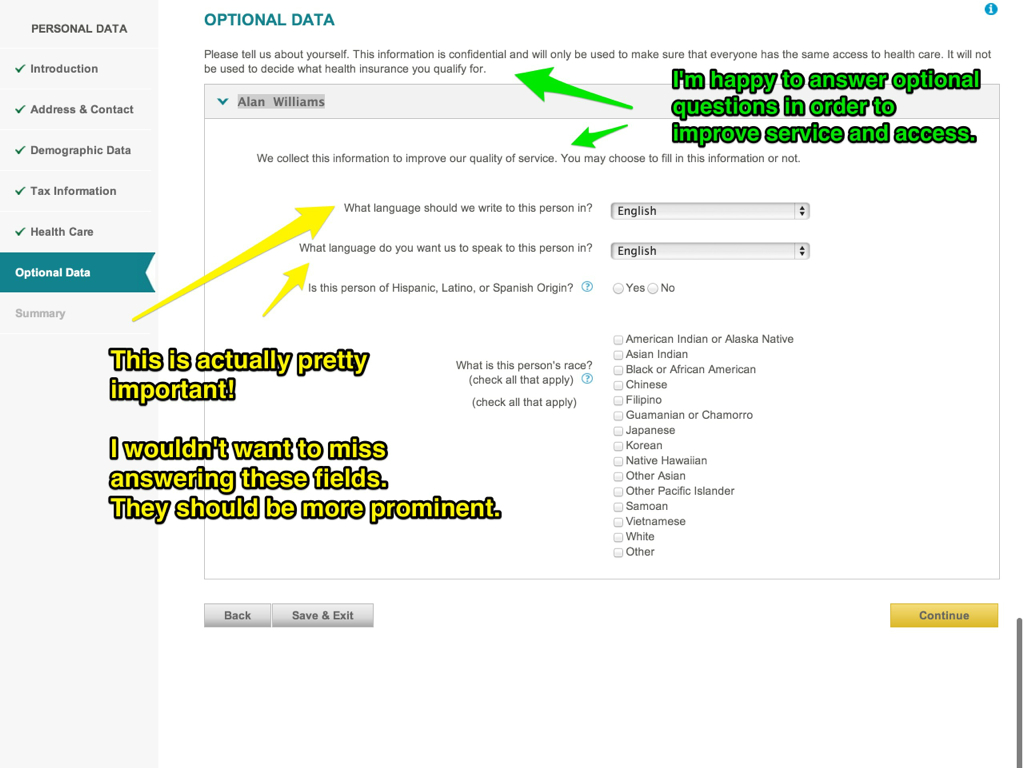 PERSONAL DATA
Introduction
Address & Contact
Demographic Data
Tax Information
Health Care
Optional Data
Summary
OPTIONAL DATA
Please tell us about yourself. This information is confidential and will only be used to make sure that everyone has the same access to health care. It will not
be used to decide what health insurance you qualify for.
I'm happy to answer optional
questions in order to
improve service and access.
Alan Williams
We collect this information to improve our quality of service. You may choose to fill in this information or not.
What language should we write to this person in? English
What language do you want us to speak to this person in? English
Is this person of Hispanic, Latino, or Spanish Origin? ? Yes No
This is actually pretty
important!
I wouldn't want to miss
answering these fields.
They should be more prominent.
What is this person's race?
(check all that apply) ?
(check all that apply)
American Indian or Alaska Native
Asian Indian
Black or African American
Chinese
Filipino
Guamanian or Chamorro
Japanese
Korean
Native Hawaiian
Other Asian
Other Pacific Islander
Samoan
Vietnamese
White
Other
Back
Save & Exit
Continue